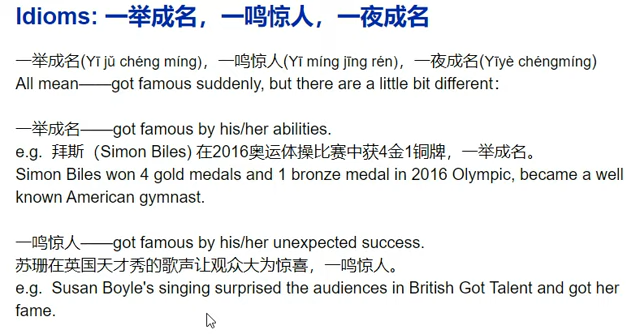 Idioms: 一举成名，一鸣惊人，一夜成名
一举成名(Yī jǔ chéng míng)，一鸣惊人(Yī míng jīng rén)，一夜成名(Yīyè chéngmíng)
All mean——got famous suddenly, but there are a little bit different：
一举成名——got famous by his/her abilities.
e.g.  拜斯（Simon Biles) 在2016奥运体操比赛中获4金1铜牌，一举成名。
Simon Biles won 4 gold medals and 1 bronze medal in 2016 Olympic, became a well
known American gymnast.
一鸣惊人——got famous by his/her unexpected success.
苏珊在英国天才秀的歌声让观众大为惊喜，一鸣惊人。
e.g.  Susan Boyle's singing surprised the audiences in British Got Talent and got her
fame.